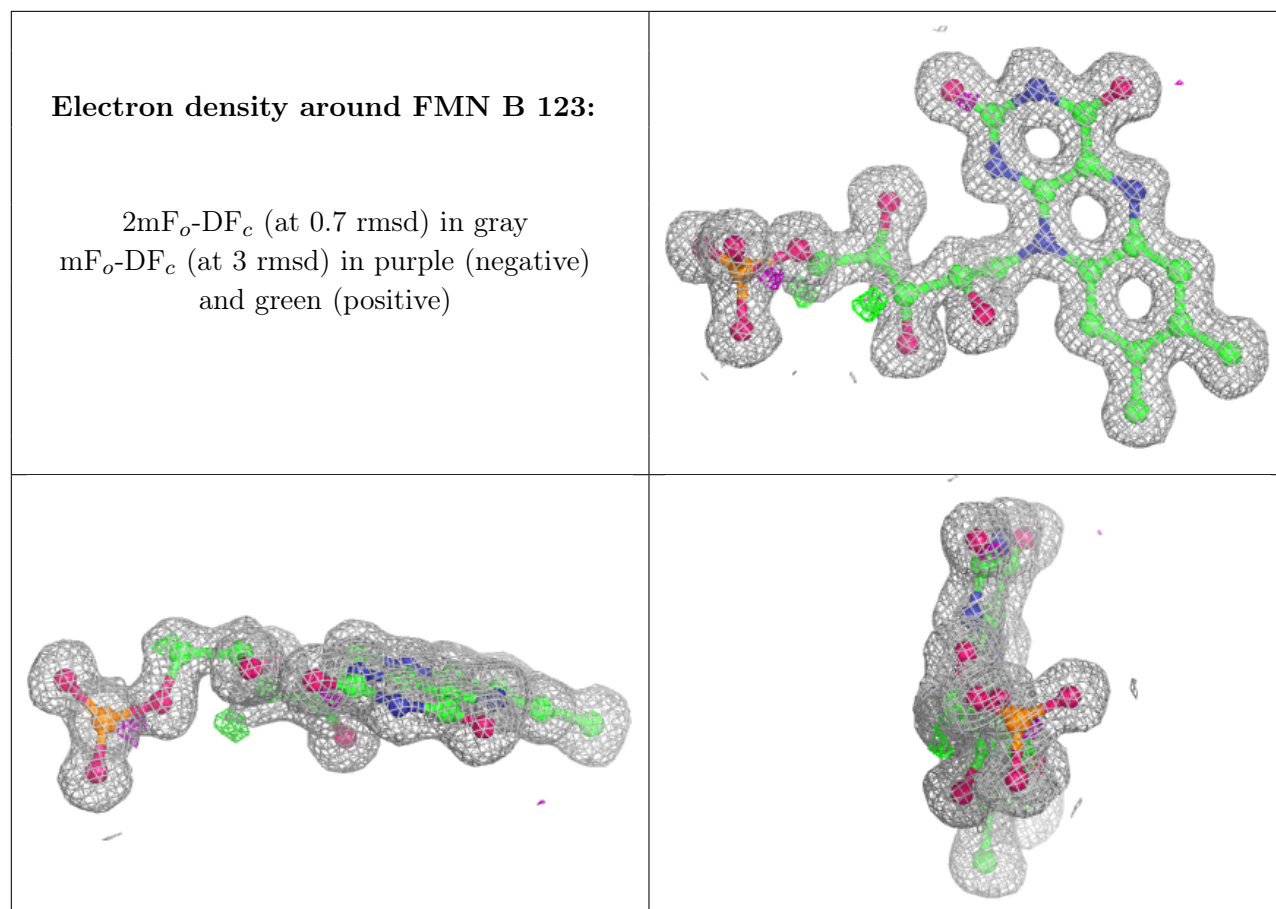 Electron density around FMN B 123:
2mFo-DFc (at 0.7 rmsd) in gray
mFo-DFc (at 3 rmsd) in purple (negative)
and green (positive)